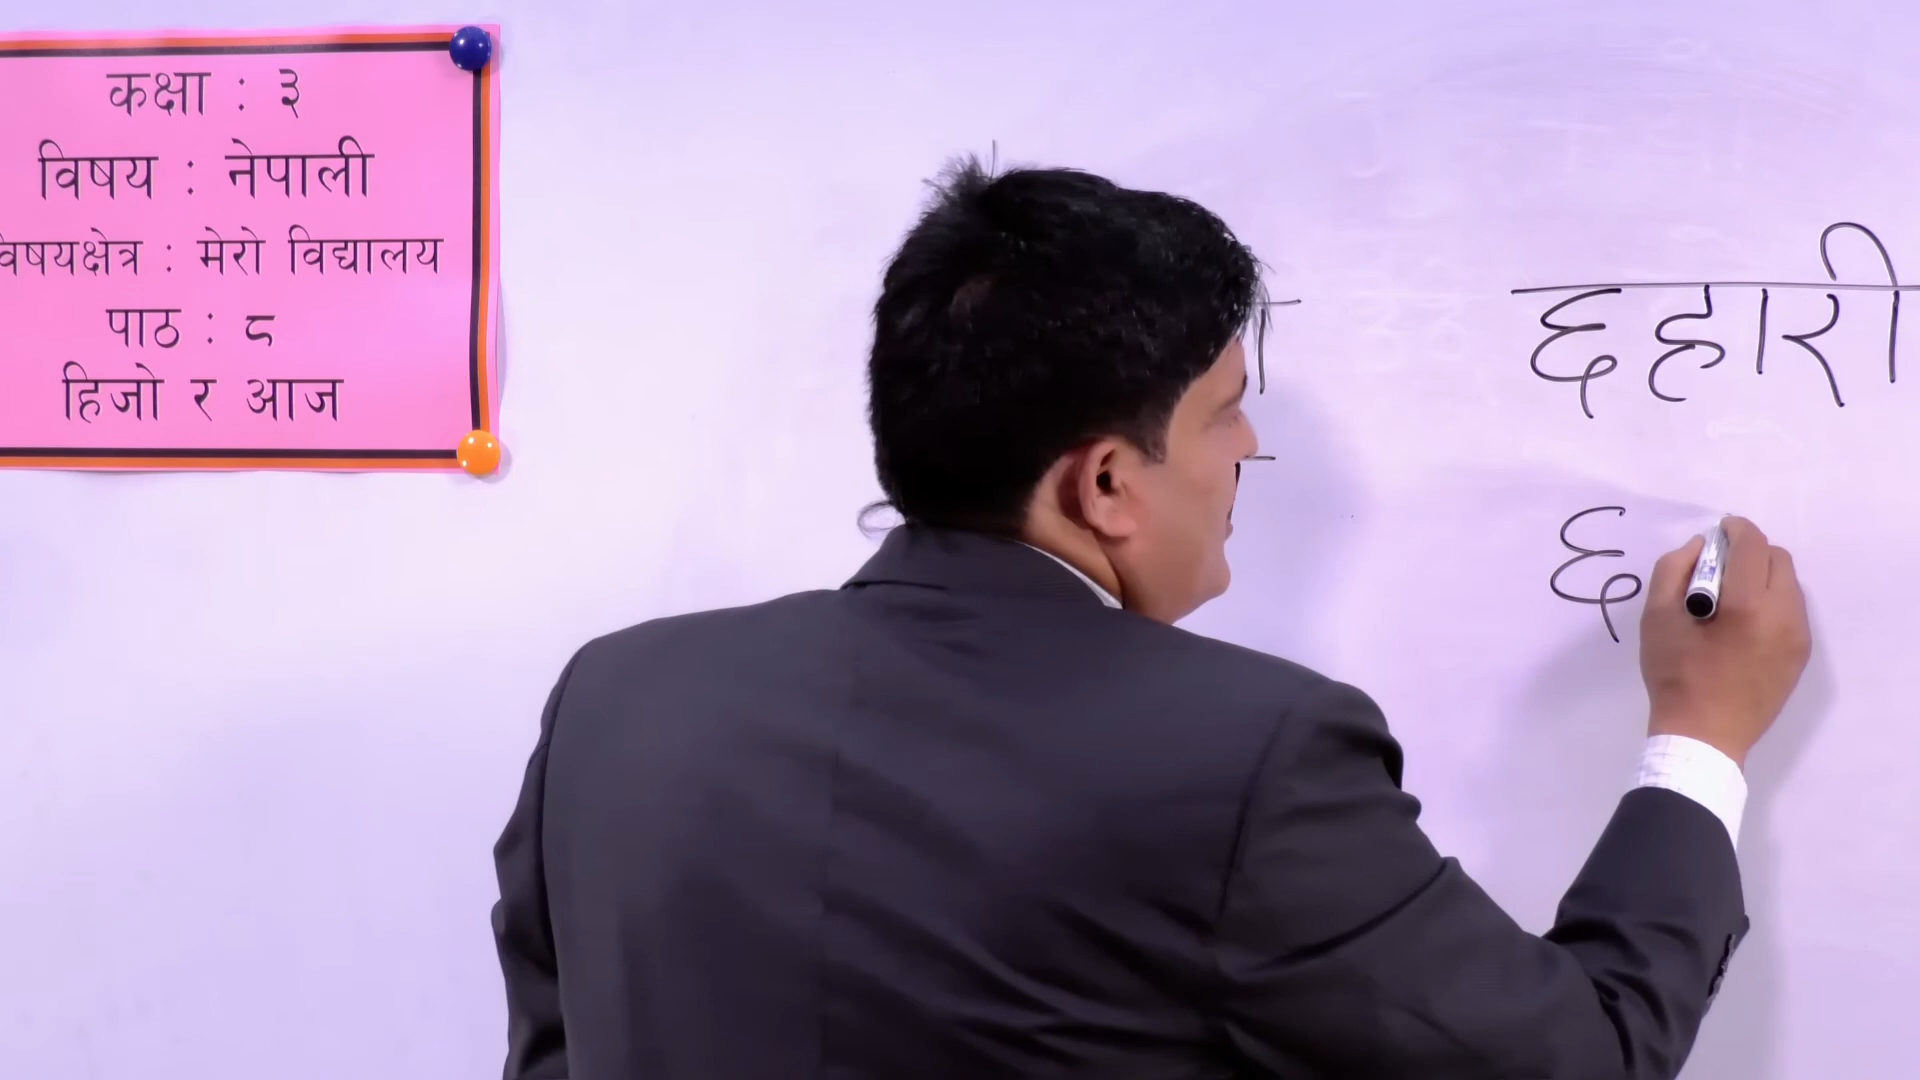 कक्षा : ३
विषय : नेपाली
विषयक्षेत्र : मेरो विद्यालय
पाठ : ८
हिजो र आज
छहारी
छ